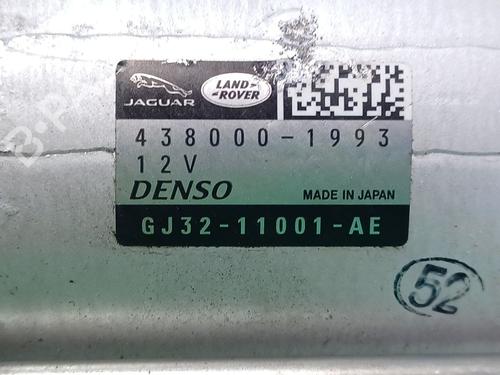 JAGUAR
LAND-
-ROVER
438000-1993
12V
DENSO
MADE IN JAPAN
GJ32-11001-AE
52